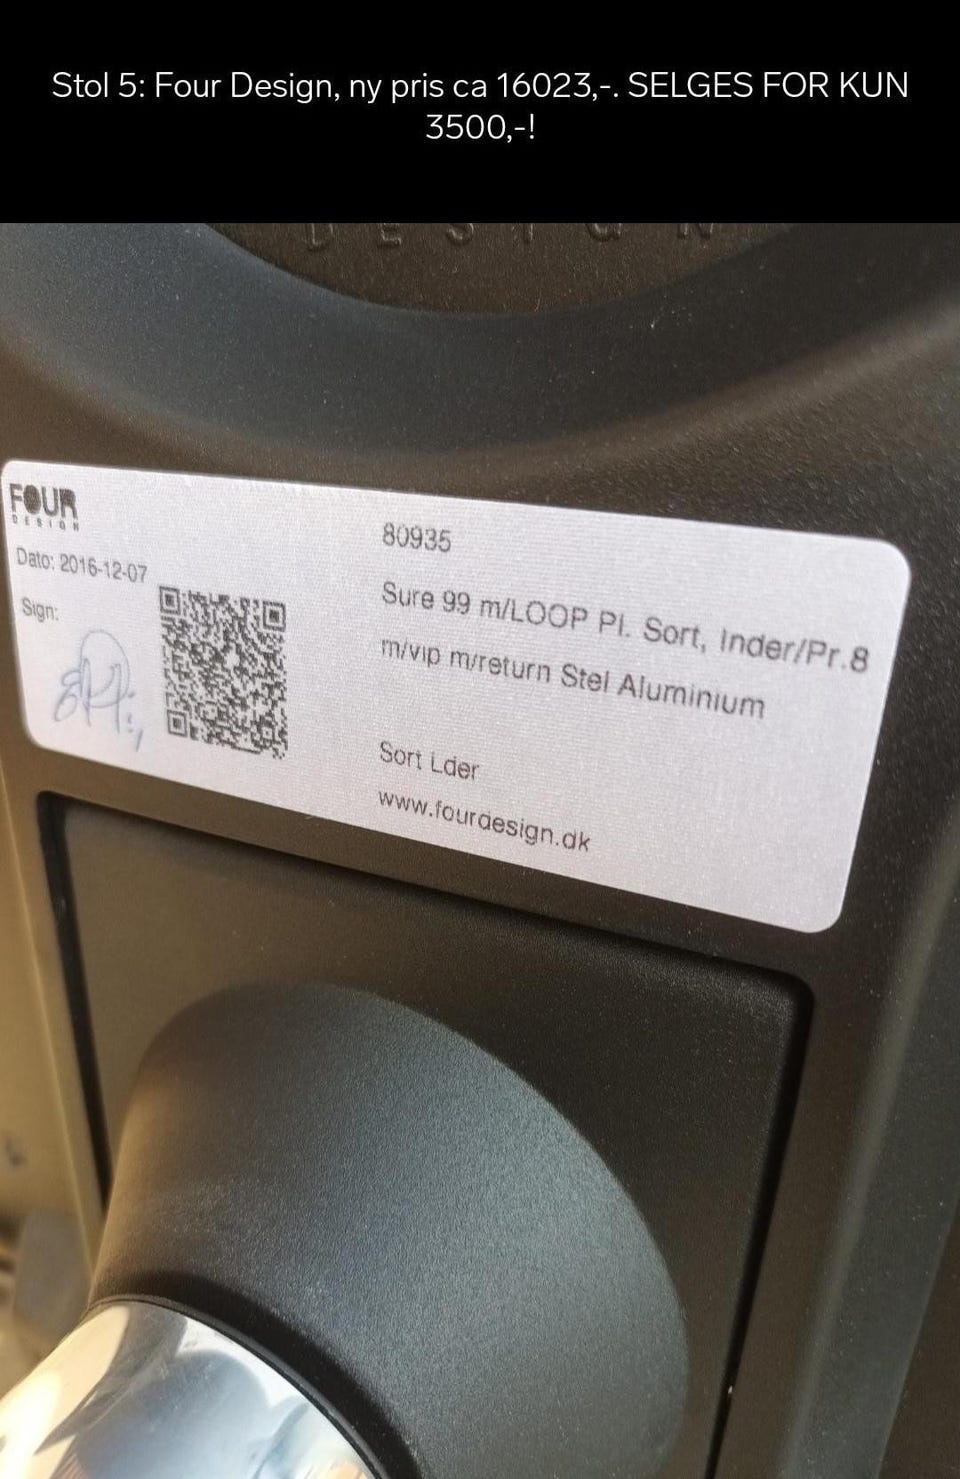 Stol 5: Four Design, ny pris ca 16023,-. SELGES FOR KUN
3500,-!
DESIGN
FOUR
DESIGN
Dato: 2016-12-07
Sign:
80935
Sure 99 m/LOOP Pl. Sort, Inder/Pr.8
m/vip m/return Stel Aluminium
Sort Lder
www.fourdesign.dk